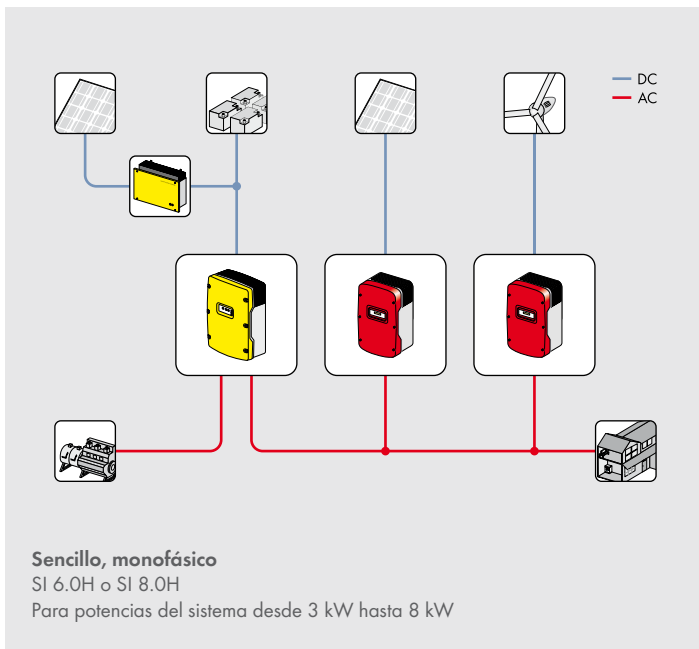 DC
AC
Sencillo, monofásico
SI 6.0H o SI 8.0H
Para potencias del sistema desde 3 kW hasta 8 kW